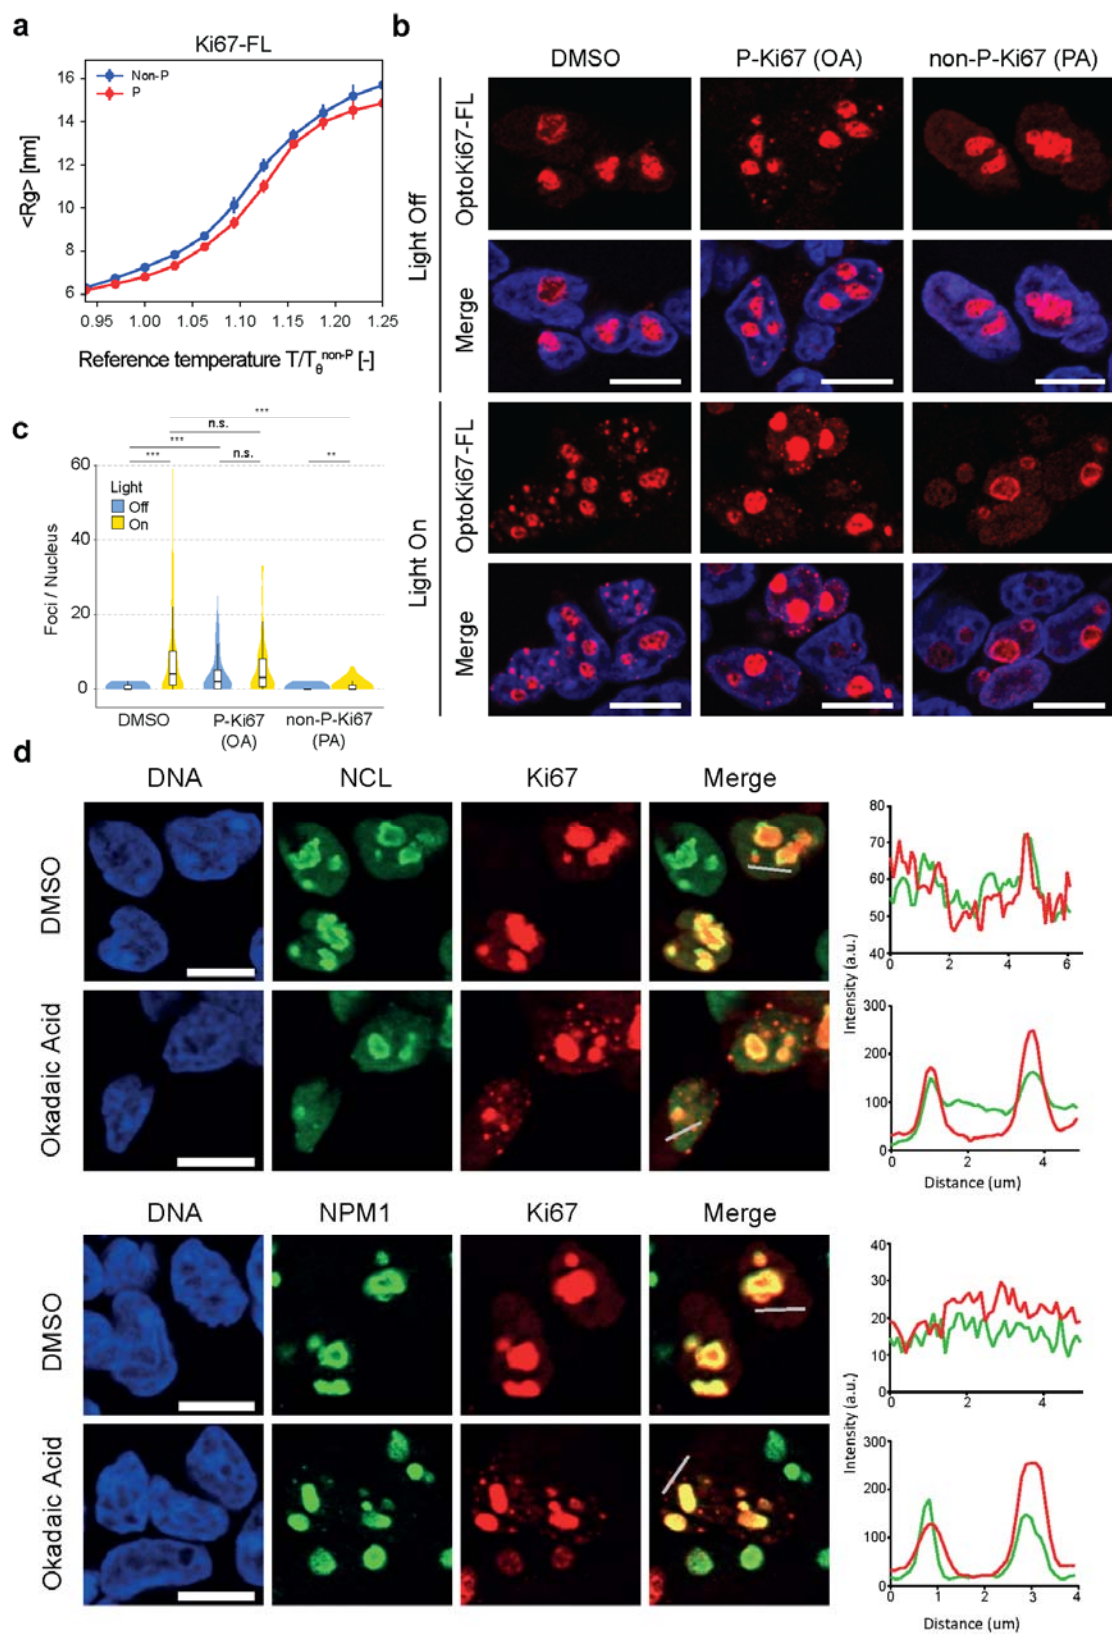 a
Ki67-FL
Non-P
P
16
14
12
10
8
6
<Rg> [nm]
0.95 1.00 1.05 1.10 1.15 1.20 1.25
Reference temperature T/Tθ^non-P [-]
b
DMSO P-Ki67 (OA) non-P-Ki67 (PA)
Light Off
OptoKi67-FL
Merge
Light On
OptoKi67-FL
Merge
c
***
n.s.
***
*** n.s. **
60
40
20
0
Foci / Nucleus
Light
Off
On
DMSO P-Ki67 non-P-Ki67
(OA) (PA)
d
DNA NCL Ki67 Merge
DMSO
Okadaic Acid
80
70
60
50
40
0 2 4 6
Intensity (a.u.)
300
200
100
0
0 2 4
Distance (um)
DNA NPM1 Ki67 Merge
DMSO
Okadaic Acid
40
30
20
10
0
0 2 4
Intensity (a.u.)
300
200
100
0
0 1 2 3 4
Distance (um)